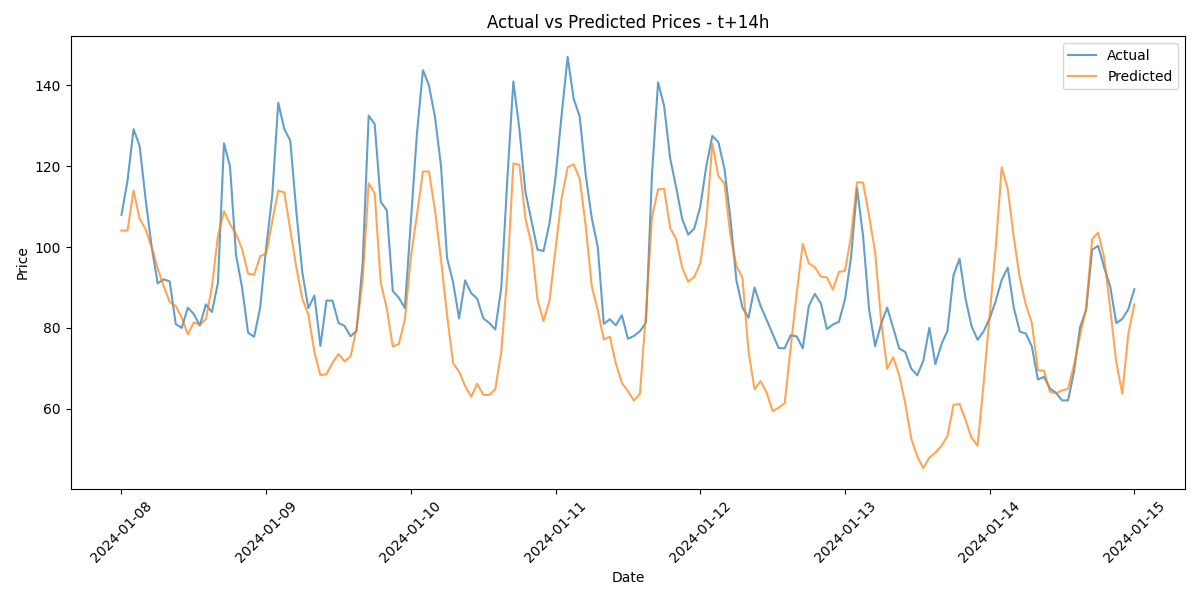 Actual vs Predicted Prices - t+14h
Actual
Predicted
Price
140
120
100
80
60
2024-01-08
2024-01-09
2024-01-10
2024-01-11
2024-01-12
2024-01-13
2024-01-14
2024-01-15
Date